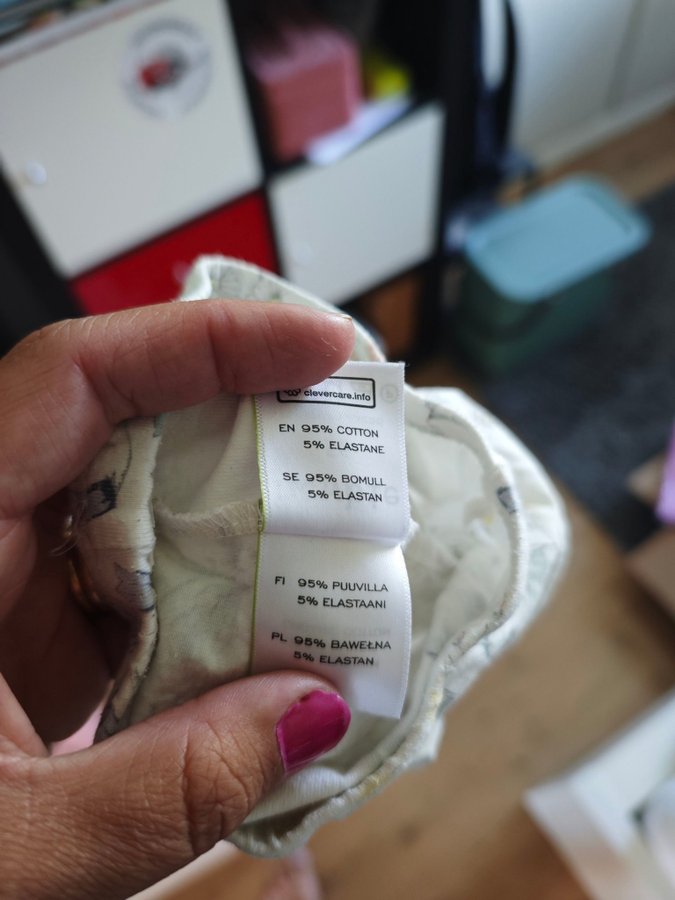 clevercare.info
EN 95% COTTON
5% ELASTANE
SE 95% BOMULL
5% ELASTAN
FI 95% PUUVILLA
5% ELASTAANI
PL 95% BAWEŁNA
5% ELASTAN